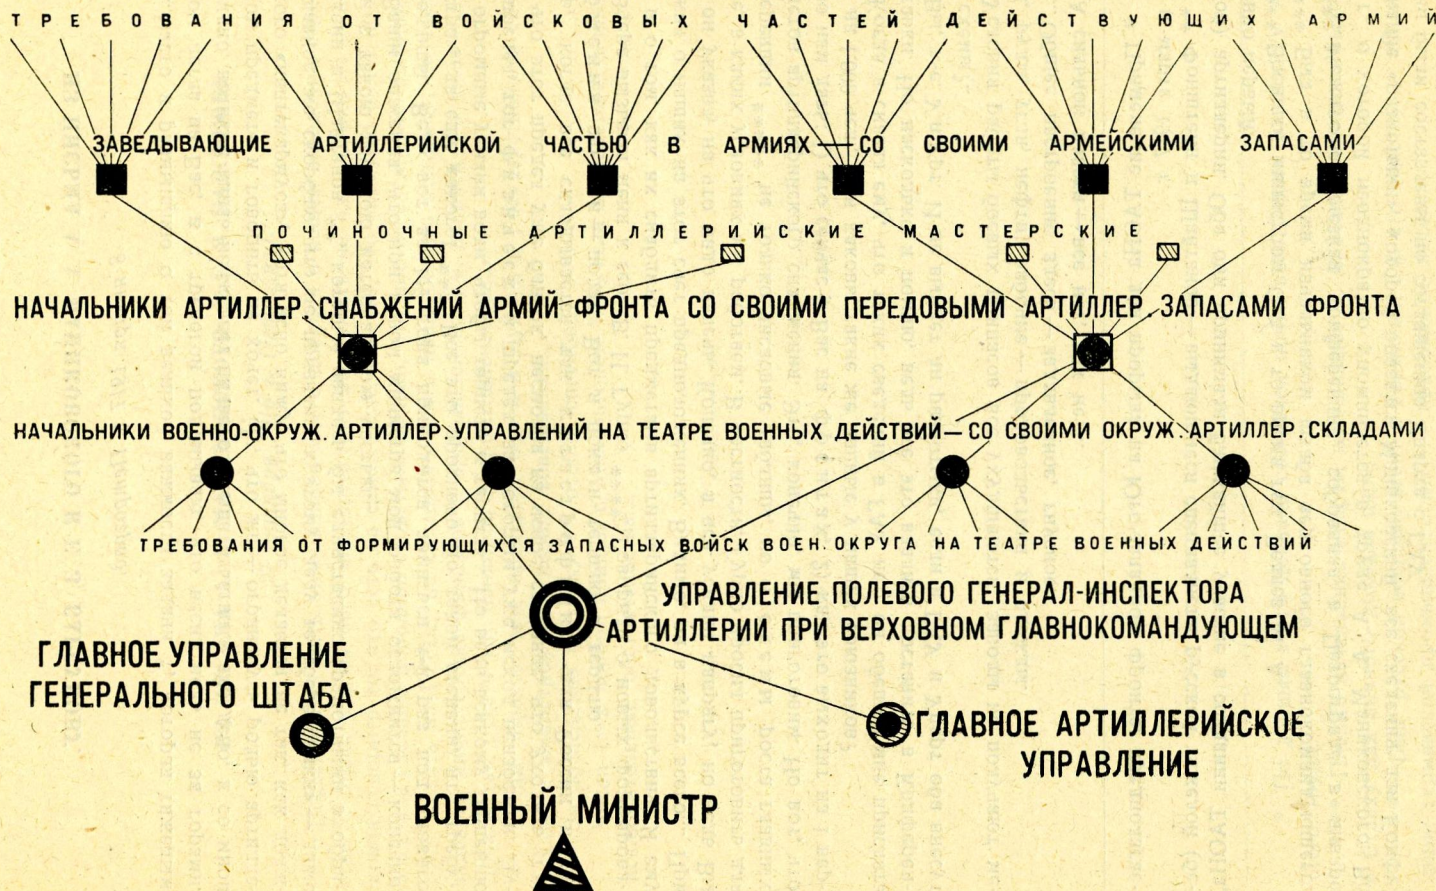 ТРЕБОВАНИЯ ОТ ВОЙСКОВЫХ ЧАСТЕЙ ДЕЙСТВУЮЩИХ АРМИЙ
ЗАВЕДЫВАЮЩИЕ АРТИЛЛЕРИЙСКОЙ ЧАСТЬЮ В АРМИЯХ — СО СВОИМИ АРМЕЙСКИМИ ЗАПАСАМИ
ПОЧИНОЧНЫЕ АРТИЛЛЕРИЙСКИЕ МАСТЕРСКИЕ
НАЧАЛЬНИКИ АРТИЛЛЕР. СНАБЖЕНИЙ АРМИЙ ФРОНТА СО СВОИМИ ПЕРЕДОВЫМИ АРТИЛЛЕР. ЗАПАСАМИ ФРОНТА
НАЧАЛЬНИКИ ВОЕННО-ОКРУЖ. АРТИЛЛЕР. УПРАВЛЕНИЙ НА ТЕАТРЕ ВОЕННЫХ ДЕЙСТВИЙ — СО СВОИМИ ОКРУЖ. АРТИЛЛЕР. СКЛАДАМИ
ТРЕБОВАНИЯ ОТ ФОРМИРУЮЩИХСЯ ЗАПАСНЫХ ВОЙСК ВОЕН. ОКРУГА НА ТЕАТРЕ ВОЕННЫХ ДЕЙСТВИЙ
УПРАВЛЕНИЕ ПОЛЕВОГО ГЕНЕРАЛ-ИНСПЕКТОРА
АРТИЛЛЕРИИ ПРИ ВЕРХОВНОМ ГЛАВНОКОМАНДУЮЩЕМ
ГЛАВНОЕ УПРАВЛЕНИЕ
ГЕНЕРАЛЬНОГО ШТАБА
ГЛАВНОЕ АРТИЛЛЕРИЙСКОЕ
УПРАВЛЕНИЕ
ВОЕННЫЙ МИНИСТР